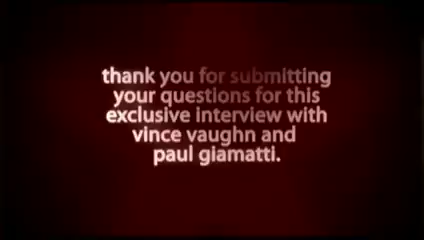 thank you for submitting
your questions for this
exclusive interview with
vince vaughn and
paul giamatti.